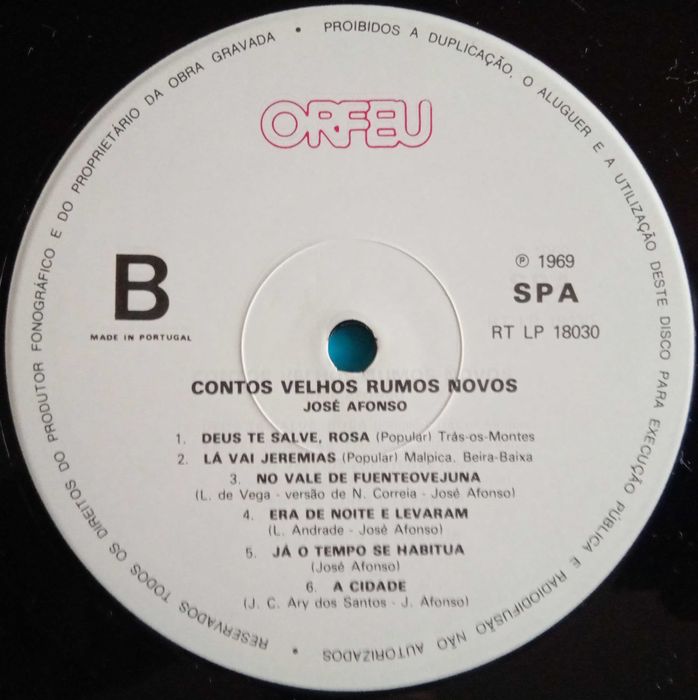 RESERVADOS TODOS OS DIREITOS DO PRODUTOR FONOGRÁFICO E DO PROPRIETÁRIO DA OBRA GRAVADA • PROIBIDOS A DUPLICAÇÃO, O ALUGUER E A UTILIZAÇÃO DESTE DISCO PARA EXECUÇÃO PÚBLICA E RADIODIFUSÃO NÃO AUTORIZADOS •
ORFEU
B
MADE IN PORTUGAL
℗ 1969
SPA
RT LP 18030
CONTOS VELHOS RUMOS NOVOS
JOSÉ AFONSO
1. DEUS TE SALVE, ROSA (Popular) Trás-os-Montes
2. LÁ VAI JEREMIAS (Popular) Malpica, Beira-Baixa
3. NO VALE DE FUENTEOVEJUNA
(L. de Vega - versão de N. Correia - José Afonso)
4. ERA DE NOITE E LEVARAM
(L. Andrade - José Afonso)
5. JÁ O TEMPO SE HABITUA
(José Afonso)
6. A CIDADE
(J. C. Ary dos Santos - J. Afonso)